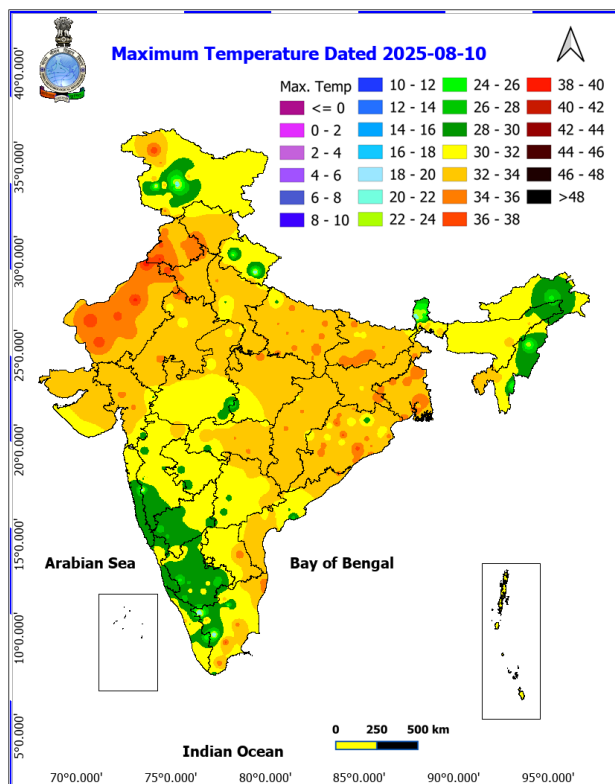 Maximum Temperature Dated 2025-08-10
Max. Temp
<= 0
0 - 2
2 - 4
4 - 6
6 - 8
8 - 10
10 - 12
12 - 14
14 - 16
16 - 18
18 - 20
20 - 22
22 - 24
24 - 26
26 - 28
28 - 30
30 - 32
32 - 34
34 - 36
36 - 38
38 - 40
40 - 42
42 - 44
44 - 46
46 - 48
>48
40°0.000'
35°0.000'
30°0.000'
25°0.000'
20°0.000'
15°0.000'
10°0.000'
5°0.000'
Arabian Sea
Bay of Bengal
0 250 500 km
Indian Ocean
70°0.000' 75°0.000' 80°0.000' 85°0.000' 90°0.000' 95°0.000'